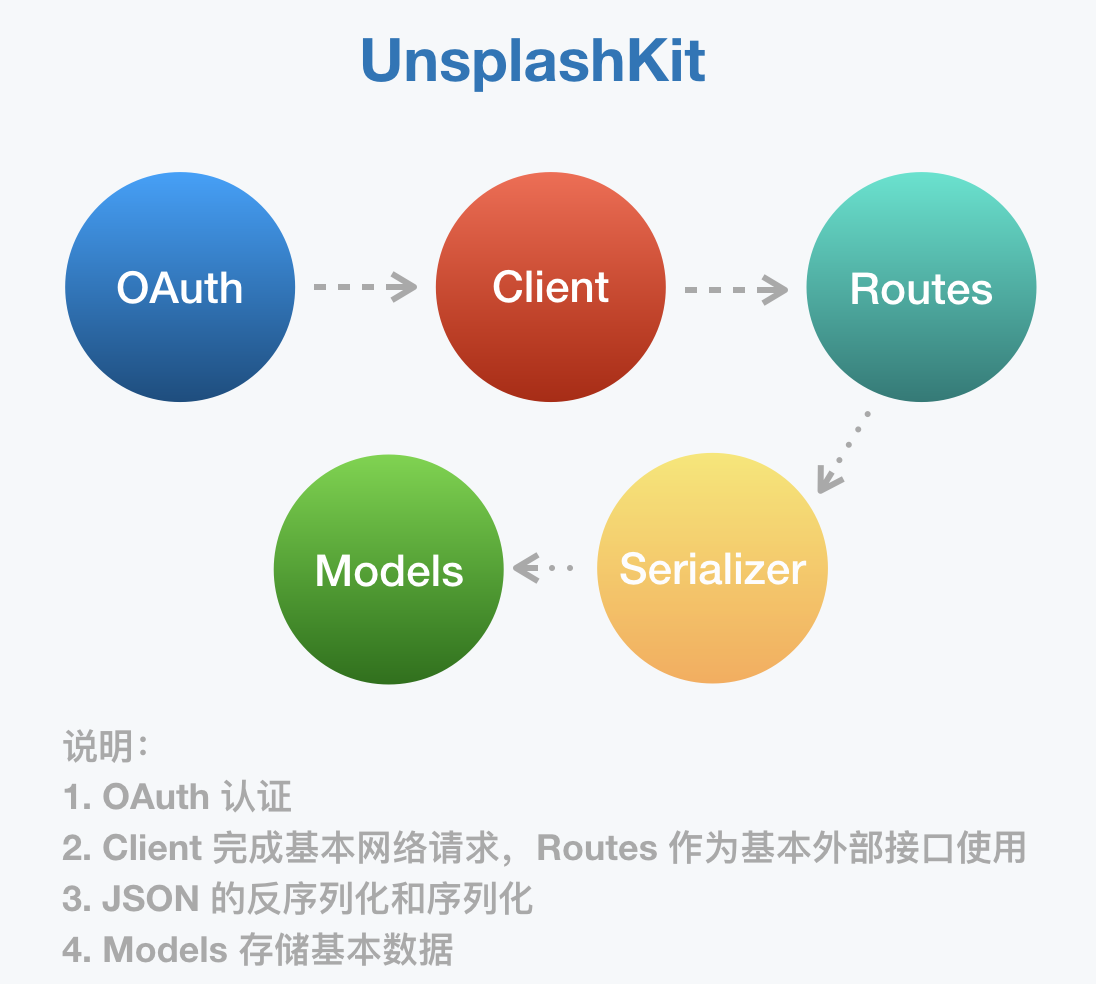 UnsplashKit
OAuth
Client
Routes
Models
Serializer
说明：
1. OAuth 认证
2. Client 完成基本网络请求，Routes 作为基本外部接口使用
3. JSON 的反序列化和序列化
4. Models 存储基本数据